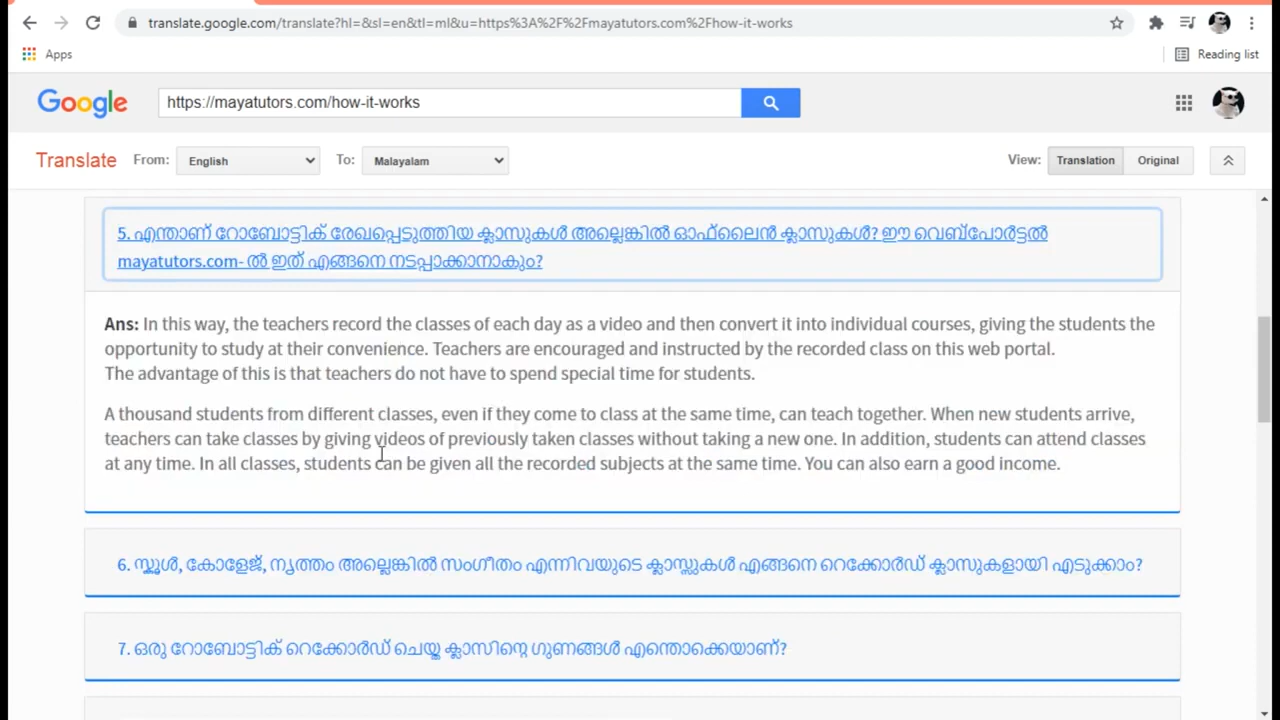 translate.google.com/translate?hl=&sl=en&tl=ml&u=https%3A%2F%2Fmayatutors.com%2Fhow-it-works
Apps
Reading list
Google
https://mayatutors.com/how-it-works
Translate From: English To: Malayalam View: Translation Original
5. എന്താണ് റോബോട്ടിക് രേഖപ്പെടുത്തിയ ക്ലാസുകൾ അല്ലെങ്കിൽ ഓഫ്‌ലൈൻ ക്ലാസുകൾ? ഈ വെബ്‌പോർട്ടൽ
mayatutors.com- ൽ ഇത് എങ്ങനെ നടപ്പാക്കാനാകും?
Ans: In this way, the teachers record the classes of each day as a video and then convert it into individual courses, giving the students the
opportunity to study at their convenience. Teachers are encouraged and instructed by the recorded class on this web portal.
The advantage of this is that teachers do not have to spend special time for students.
A thousand students from different classes, even if they come to class at the same time, can teach together. When new students arrive,
teachers can take classes by giving videos of previously taken classes without taking a new one. In addition, students can attend classes
at any time. In all classes, students can be given all the recorded subjects at the same time. You can also earn a good income.
6. സ്കൂൾ, കോളേജ്, നൃത്തം അല്ലെങ്കിൽ സംഗീതം എന്നിവയുടെ ക്ലാസ്സുകൾ എങ്ങനെ റെക്കോർഡ് ക്ലാസുകളായി എടുക്കാം?
7. ഒരു റോബോട്ടിക് റെക്കോർഡ് ചെയ്ത ക്ലാസിന്റെ ഗുണങ്ങൾ എന്തൊക്കെയാണ്?